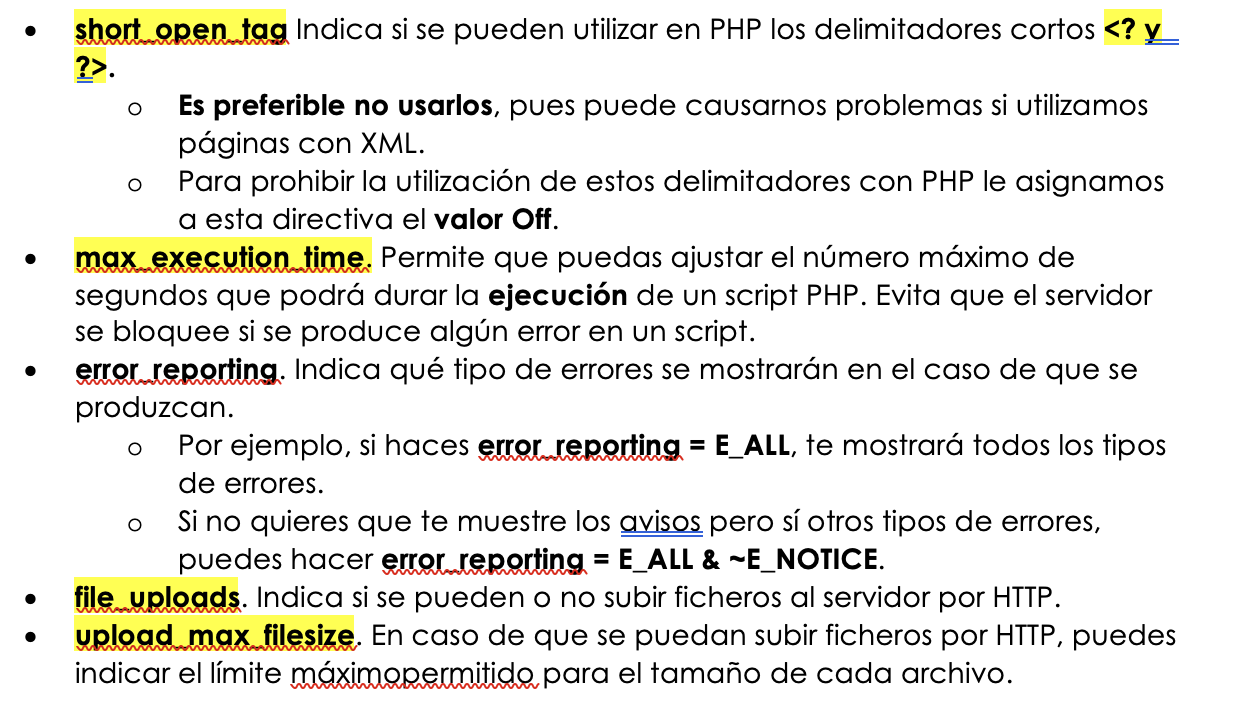 • short_open_tag Indica si se pueden utilizar en PHP los delimitadores cortos <? y
?>.
o Es preferible no usarlos, pues puede causarnos problemas si utilizamos
páginas con XML.
o Para prohibir la utilización de estos delimitadores con PHP le asignamos
a esta directiva el valor Off.
• max_execution_time. Permite que puedas ajustar el número máximo de
segundos que podrá durar la ejecución de un script PHP. Evita que el servidor
se bloquee si se produce algún error en un script.
• error_reporting. Indica qué tipo de errores se mostrarán en el caso de que se
produzcan.
o Por ejemplo, si haces error_reporting = E_ALL, te mostrará todos los tipos
de errores.
o Si no quieres que te muestre los avisos pero sí otros tipos de errores,
puedes hacer error_reporting = E_ALL & ~E_NOTICE.
• file_uploads. Indica si se pueden o no subir ficheros al servidor por HTTP.
• upload_max_filesize. En caso de que se puedan subir ficheros por HTTP, puedes
indicar el límite máximopermitido para el tamaño de cada archivo.